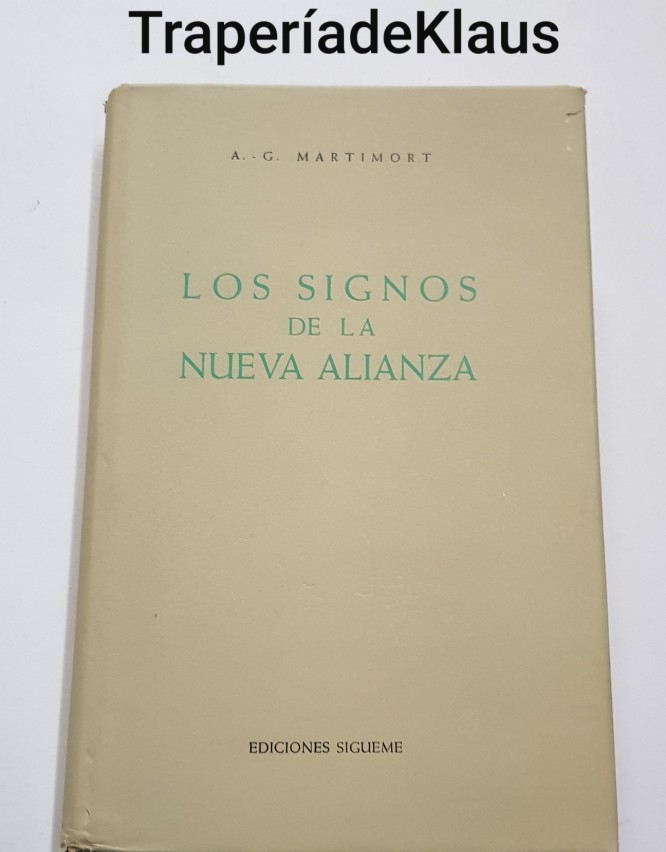 TraperíadeKlaus
A.-G. MARTIMORT
LOS SIGNOS
DE LA
NUEVA ALIANZA
EDICIONES SIGUEME